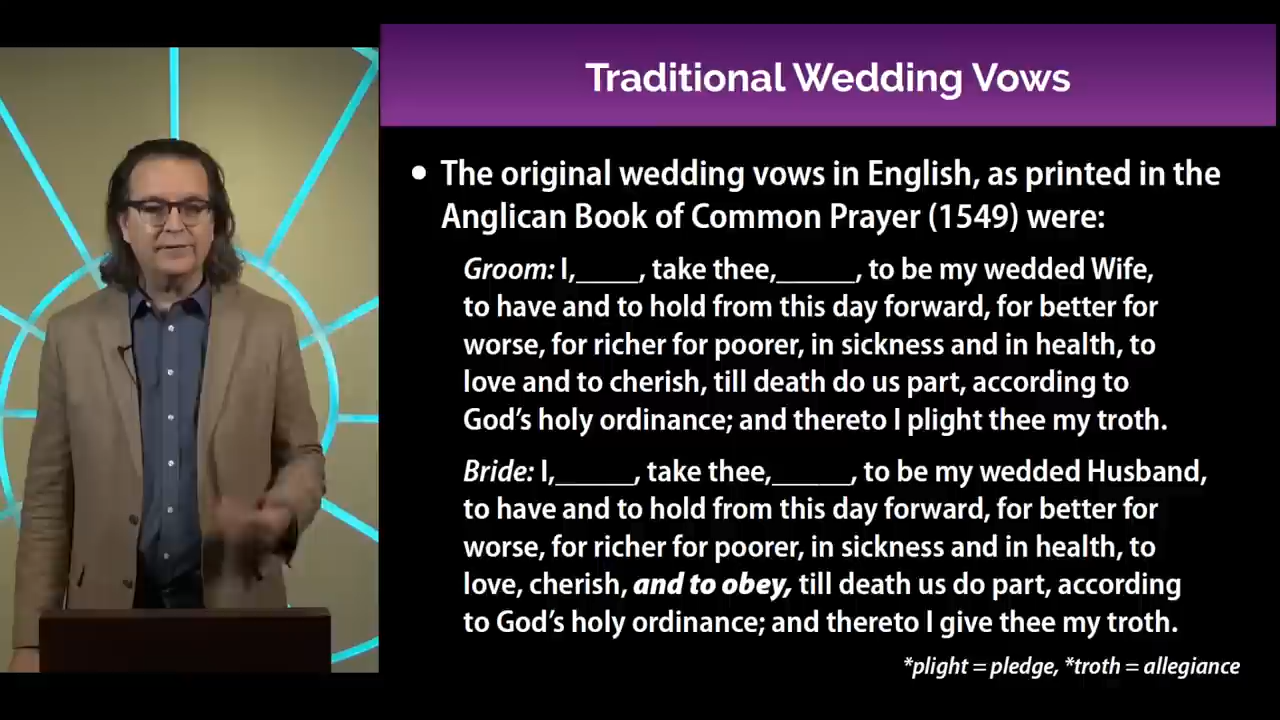 Traditional Wedding Vows
• The original wedding vows in English, as printed in the
Anglican Book of Common Prayer (1549) were:
Groom: I,____, take thee,_____, to be my wedded Wife,
to have and to hold from this day forward, for better for
worse, for richer for poorer, in sickness and in health, to
love and to cherish, till death do us part, according to
God's holy ordinance; and thereto I plight thee my troth.
Bride: I,_____, take thee,_____, to be my wedded Husband,
to have and to hold from this day forward, for better for
worse, for richer for poorer, in sickness and in health, to
love, cherish, and to obey, till death us do part, according
to God's holy ordinance; and thereto I give thee my troth.
*plight = pledge, *troth = allegiance